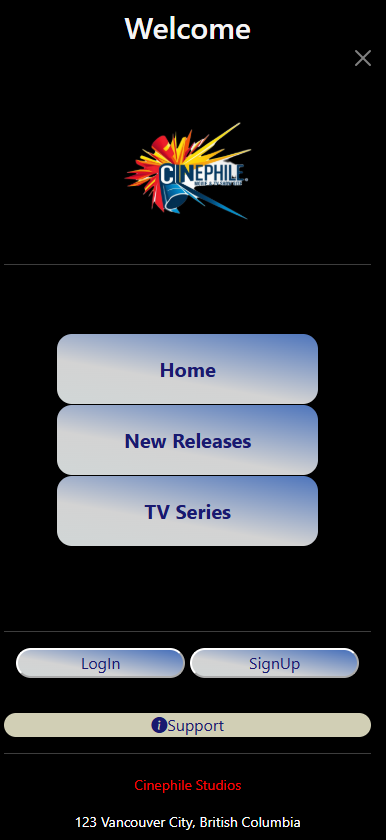 Welcome
CINEPHILE
Home
New Releases
TV Series
LogIn
SignUp
Support
Cinephile Studios
123 Vancouver City, British Columbia